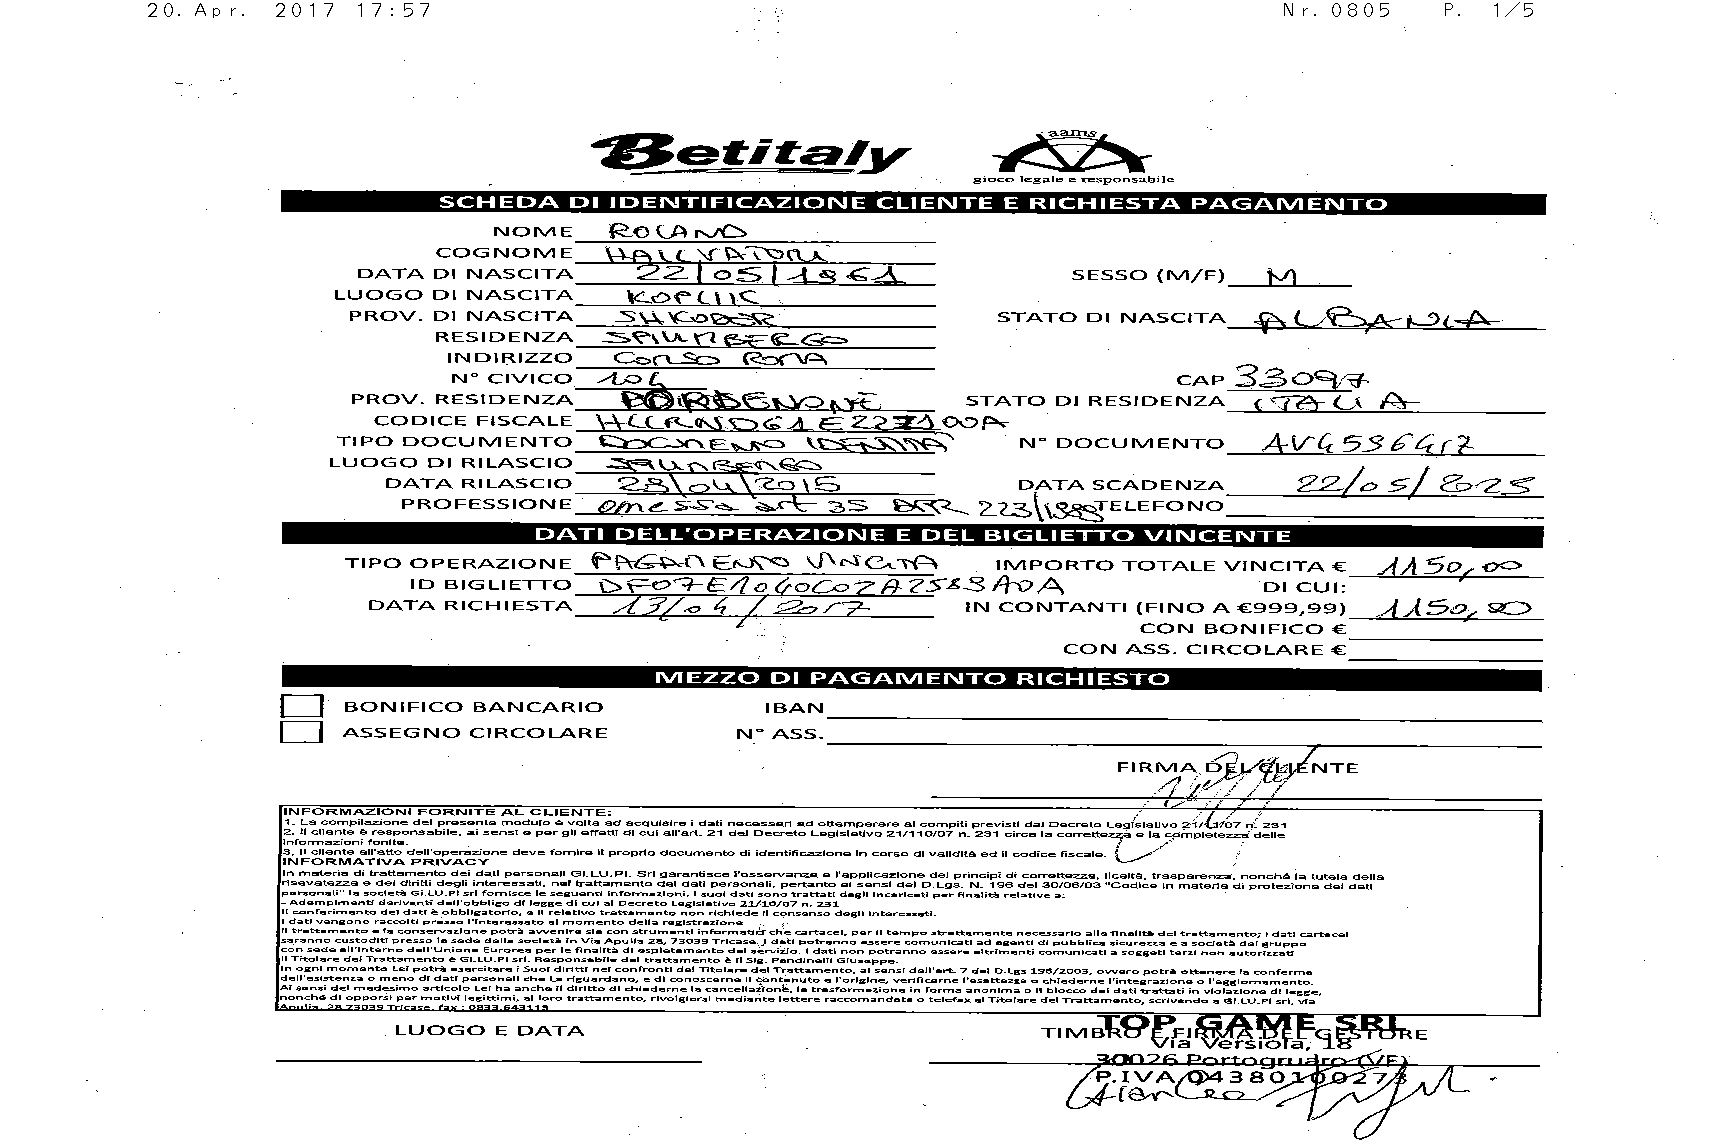 20. Apr. 2017 17:57 Nr. 0805 P. 1/5
Betitaly
aams
gioco legale e responsabile
SCHEDA DI IDENTIFICAZIONE CLIENTE E RICHIESTA PAGAMENTO
NOME ROLAND
COGNOME
DATA DI NASCITA 22/05/1961 SESSO (M/F) M
LUOGO DI NASCITA KOPLIK
PROV. DI NASCITA SHKODER STATO DI NASCITA ALBANIA
RESIDENZA SPILIMBERGO
INDIRIZZO CORSO ROMA
N° CIVICO 104 CAP 33097
PROV. RESIDENZA PORDENONE STATO DI RESIDENZA ITALIA
CODICE FISCALE
TIPO DOCUMENTO DOCUMENTO IDENTITA N° DOCUMENTO
LUOGO DI RILASCIO SPILIMBERGO
DATA RILASCIO 28/04/2015 DATA SCADENZA 22/05/2025
PROFESSIONE omessa art 35 DPR 223/1989 TELEFONO
DATI DELL'OPERAZIONE E DEL BIGLIETTO VINCENTE
TIPO OPERAZIONE PAGAMENTO VINCITA IMPORTO TOTALE VINCITA € 1150,00
ID BIGLIETTO DF07E1040C02A2589A0A DI CUI:
DATA RICHIESTA 13/04/2017 IN CONTANTI (FINO A €999,99) 1150,00
CON BONIFICO €
CON ASS. CIRCOLARE €
MEZZO DI PAGAMENTO RICHIESTO
BONIFICO BANCARIO IBAN
ASSEGNO CIRCOLARE N° ASS.
FIRMA DEL CLIENTE
INFORMAZIONI FORNITE AL CLIENTE:
1. La compilazione del presente modulo è volta ad acquisire i dati necessari ad ottemperare ai compiti previsti dal Decreto Legislativo 21/11/07 n. 231
2. Il cliente è responsabile, ai sensi e per gli effetti di cui all'art. 21 del Decreto Legislativo 21/110/07 n. 231 circa la correttezza e la completezza delle
informazioni fonite.
3. Il cliente all'atto dell'operazione deve fornire il proprio documento di identificazione in corso di validità ed il codice fiscale.
INFORMATIVA PRIVACY
In materia di trattamento dei dati personali GI.LU.PI. Srl garantisce l'osservanza e l'applicazione dei principi di correttezza, liceità, trasparenza, nonchè la tutela della
risevatezza e dei diritti degli interessati, nel trattamento dei dati personali, pertanto ai sensi del D.Lgs. N. 196 del 30/06/03 "Codice in materia di protezione dei dati
personali" la società GI.LU.PI srl fornisce le seguenti informazioni. I suoi dati sono trattati dagli incaricati per finalità relative a:
- Adempimenti derivanti dell'obbligo di legge di cui al Decreto Legislativo 21/10/07 n. 231
Il conferimento dei dati è obbligatorio, e il relativo trattamento non richiede il consenso degli interessati.
I dati vengono raccolti presso l'interessato al momento della registrazione
Il trattamento e la conservazione potrà avvenire sia con strumenti informatici che cartacei, per il tempo strettamente necessario alle finalità del trattamento; i dati cartacei
saranno custoditi presso la sede della società in Via Apulia 28, 73039 Tricase. I dati potranno essere comunicati ad agenti di pubblica sicurezza e a società del gruppo
con sede all'interno dell'Unione Europea per le finalità di espletamento del servizio. I dati non potranno essere altrimenti comunicati a soggeti terzi non autorizzati
Il Titolare del Trattamento è GI.LU.PI srl. Responsabile del trattamento è il Sig. Pandinelli Giuseppe.
In ogni momento Lei potrà esercitare i Suoi diritti nei confronti del Titolare del Trattamento, ai sensi dell'art. 7 del D.Lgs 196/2003, ovvero potrà ottenere la conferma
dell'esistenza o meno di dati personali che La riguardano, e di conoscerne il contenuto e l'origine, verificarne l'esattezza o chiederne l'integrazione o l'aggiornamento.
Ai sensi del medesimo articolo Lei ha anche il diritto di chiederne la cancellazione, la trasformazione in forma anonima o il blocco dei dati trattati in violazione di legge,
nonchè di opporsi per motivi legittimi, al loro trattamento, rivolgersi mediante lettere raccomandate o telefax al Titolare del Trattamento, scrivendo a GI.LU.PI srl, via
Apulia, 28 73039 Tricase, fax : 0833.643119
LUOGO E DATA TIMBRO E FIRMA DEL GESTORE
TOP GAME SRL
Via Versiola, 18
30026 Portogruaro (VE)
P.IVA 04380100273